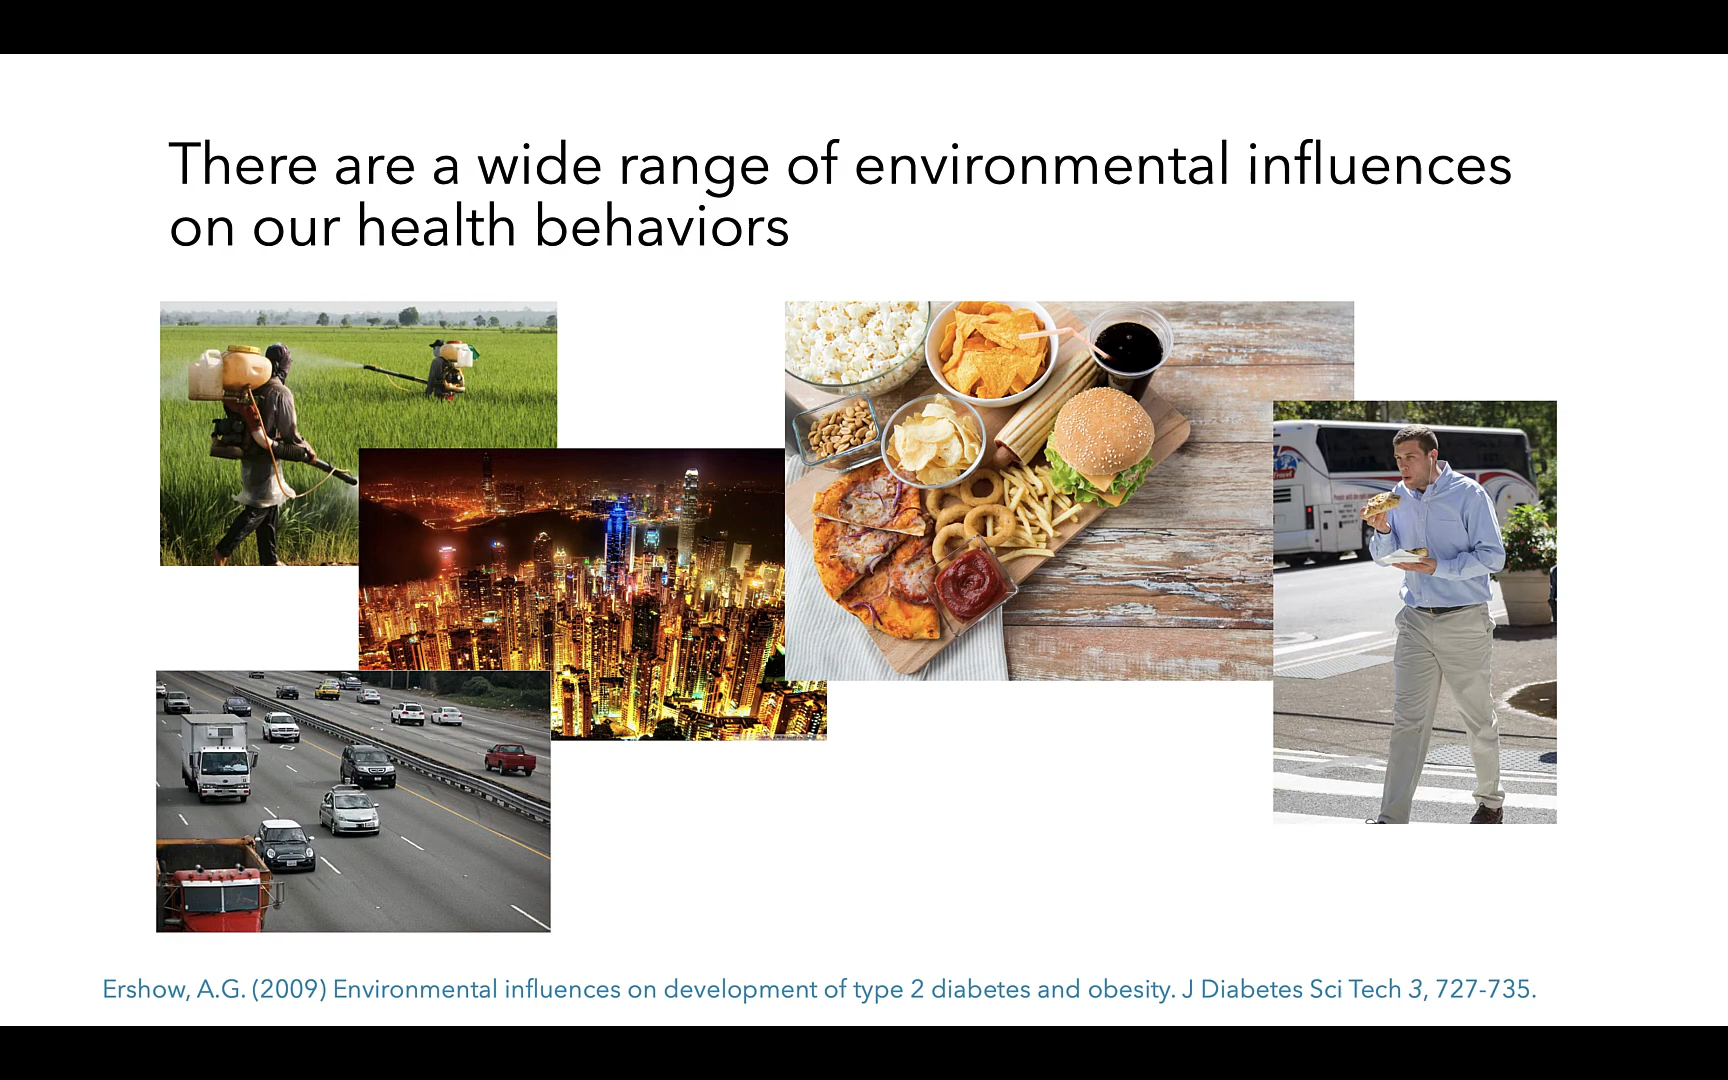 There are a wide range of environmental influences
on our health behaviors
Ershow, A.G. (2009) Environmental influences on development of type 2 diabetes and obesity. J Diabetes Sci Tech 3, 727-735.